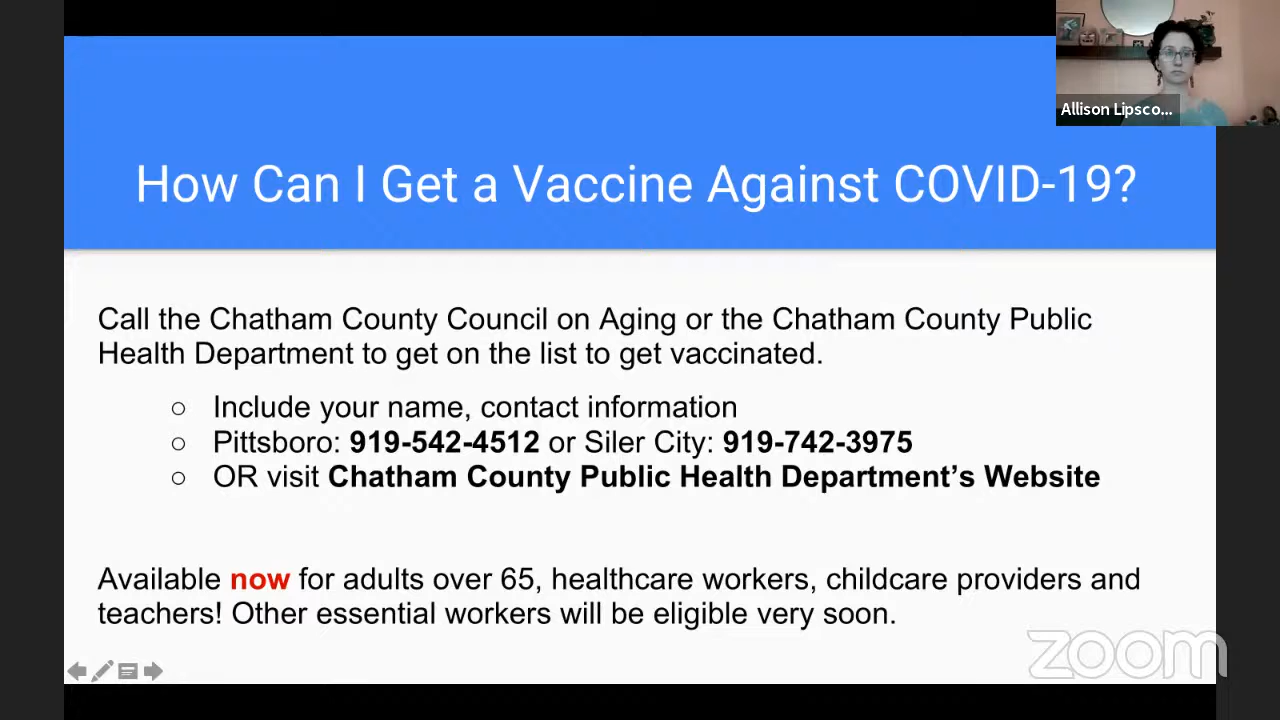 Allison Lipsco...
How Can I Get a Vaccine Against COVID-19?
Call the Chatham County Council on Aging or the Chatham County Public
Health Department to get on the list to get vaccinated.
○ Include your name, contact information
○ Pittsboro: 919-542-4512 or Siler City: 919-742-3975
○ OR visit Chatham County Public Health Department’s Website
Available now for adults over 65, healthcare workers, childcare providers and
teachers! Other essential workers will be eligible very soon.
zoom